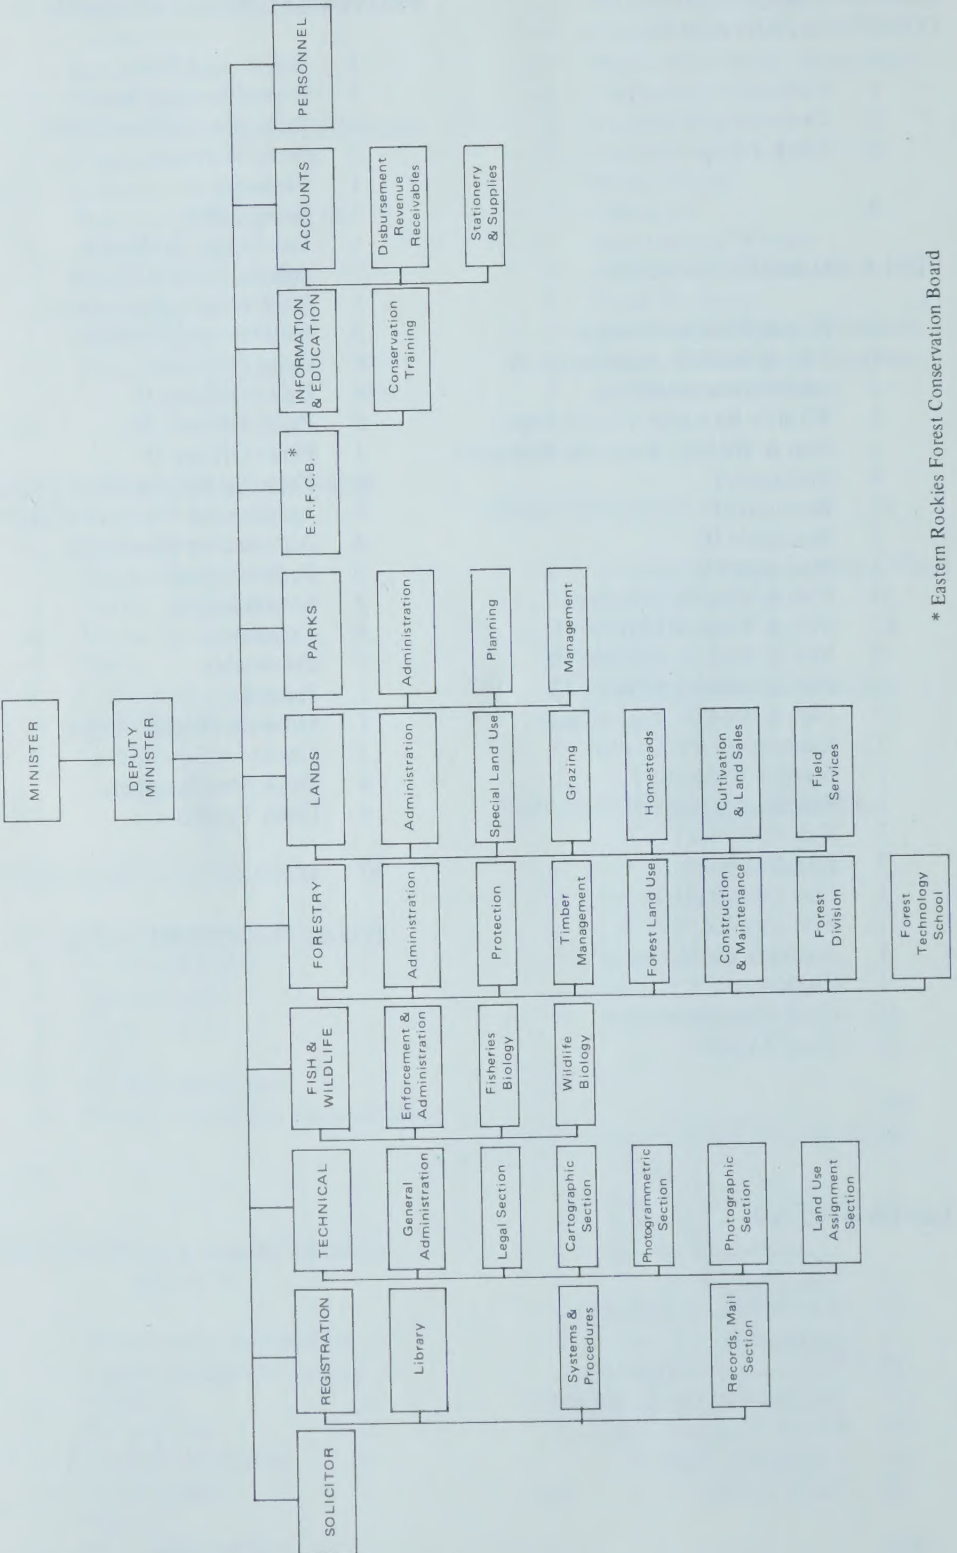 MINISTER
DEPUTY
MINISTER
SOLICITOR
REGISTRATION
Library
Systems &
Procedures
Records, Mail
Section
TECHNICAL
General
Administration
Legal Section
Cartographic
Section
Photogrammetric
Section
Photographic
Section
Land Use
Assignment
Section
FISH &
WILDLIFE
Enforcement &
Administration
Fisheries
Biology
Wildlife
Biology
FORESTRY
Administration
Protection
Timber
Management
Forest Land Use
Construction
& Maintenance
Forest
Division
Forest
Technology
School
LANDS
Administration
Special Land Use
Grazing
Homesteads
Cultivation
& Land Sales
Field
Services
PARKS
Administration
Planning
Management
E.R.F.C.B. *
INFORMATION
& EDUCATION
Conservation
Training
ACCOUNTS
Disbursement
Revenue
Receivables
Stationery
& Supplies
PERSONNEL
* Eastern Rockies Forest Conservation Board